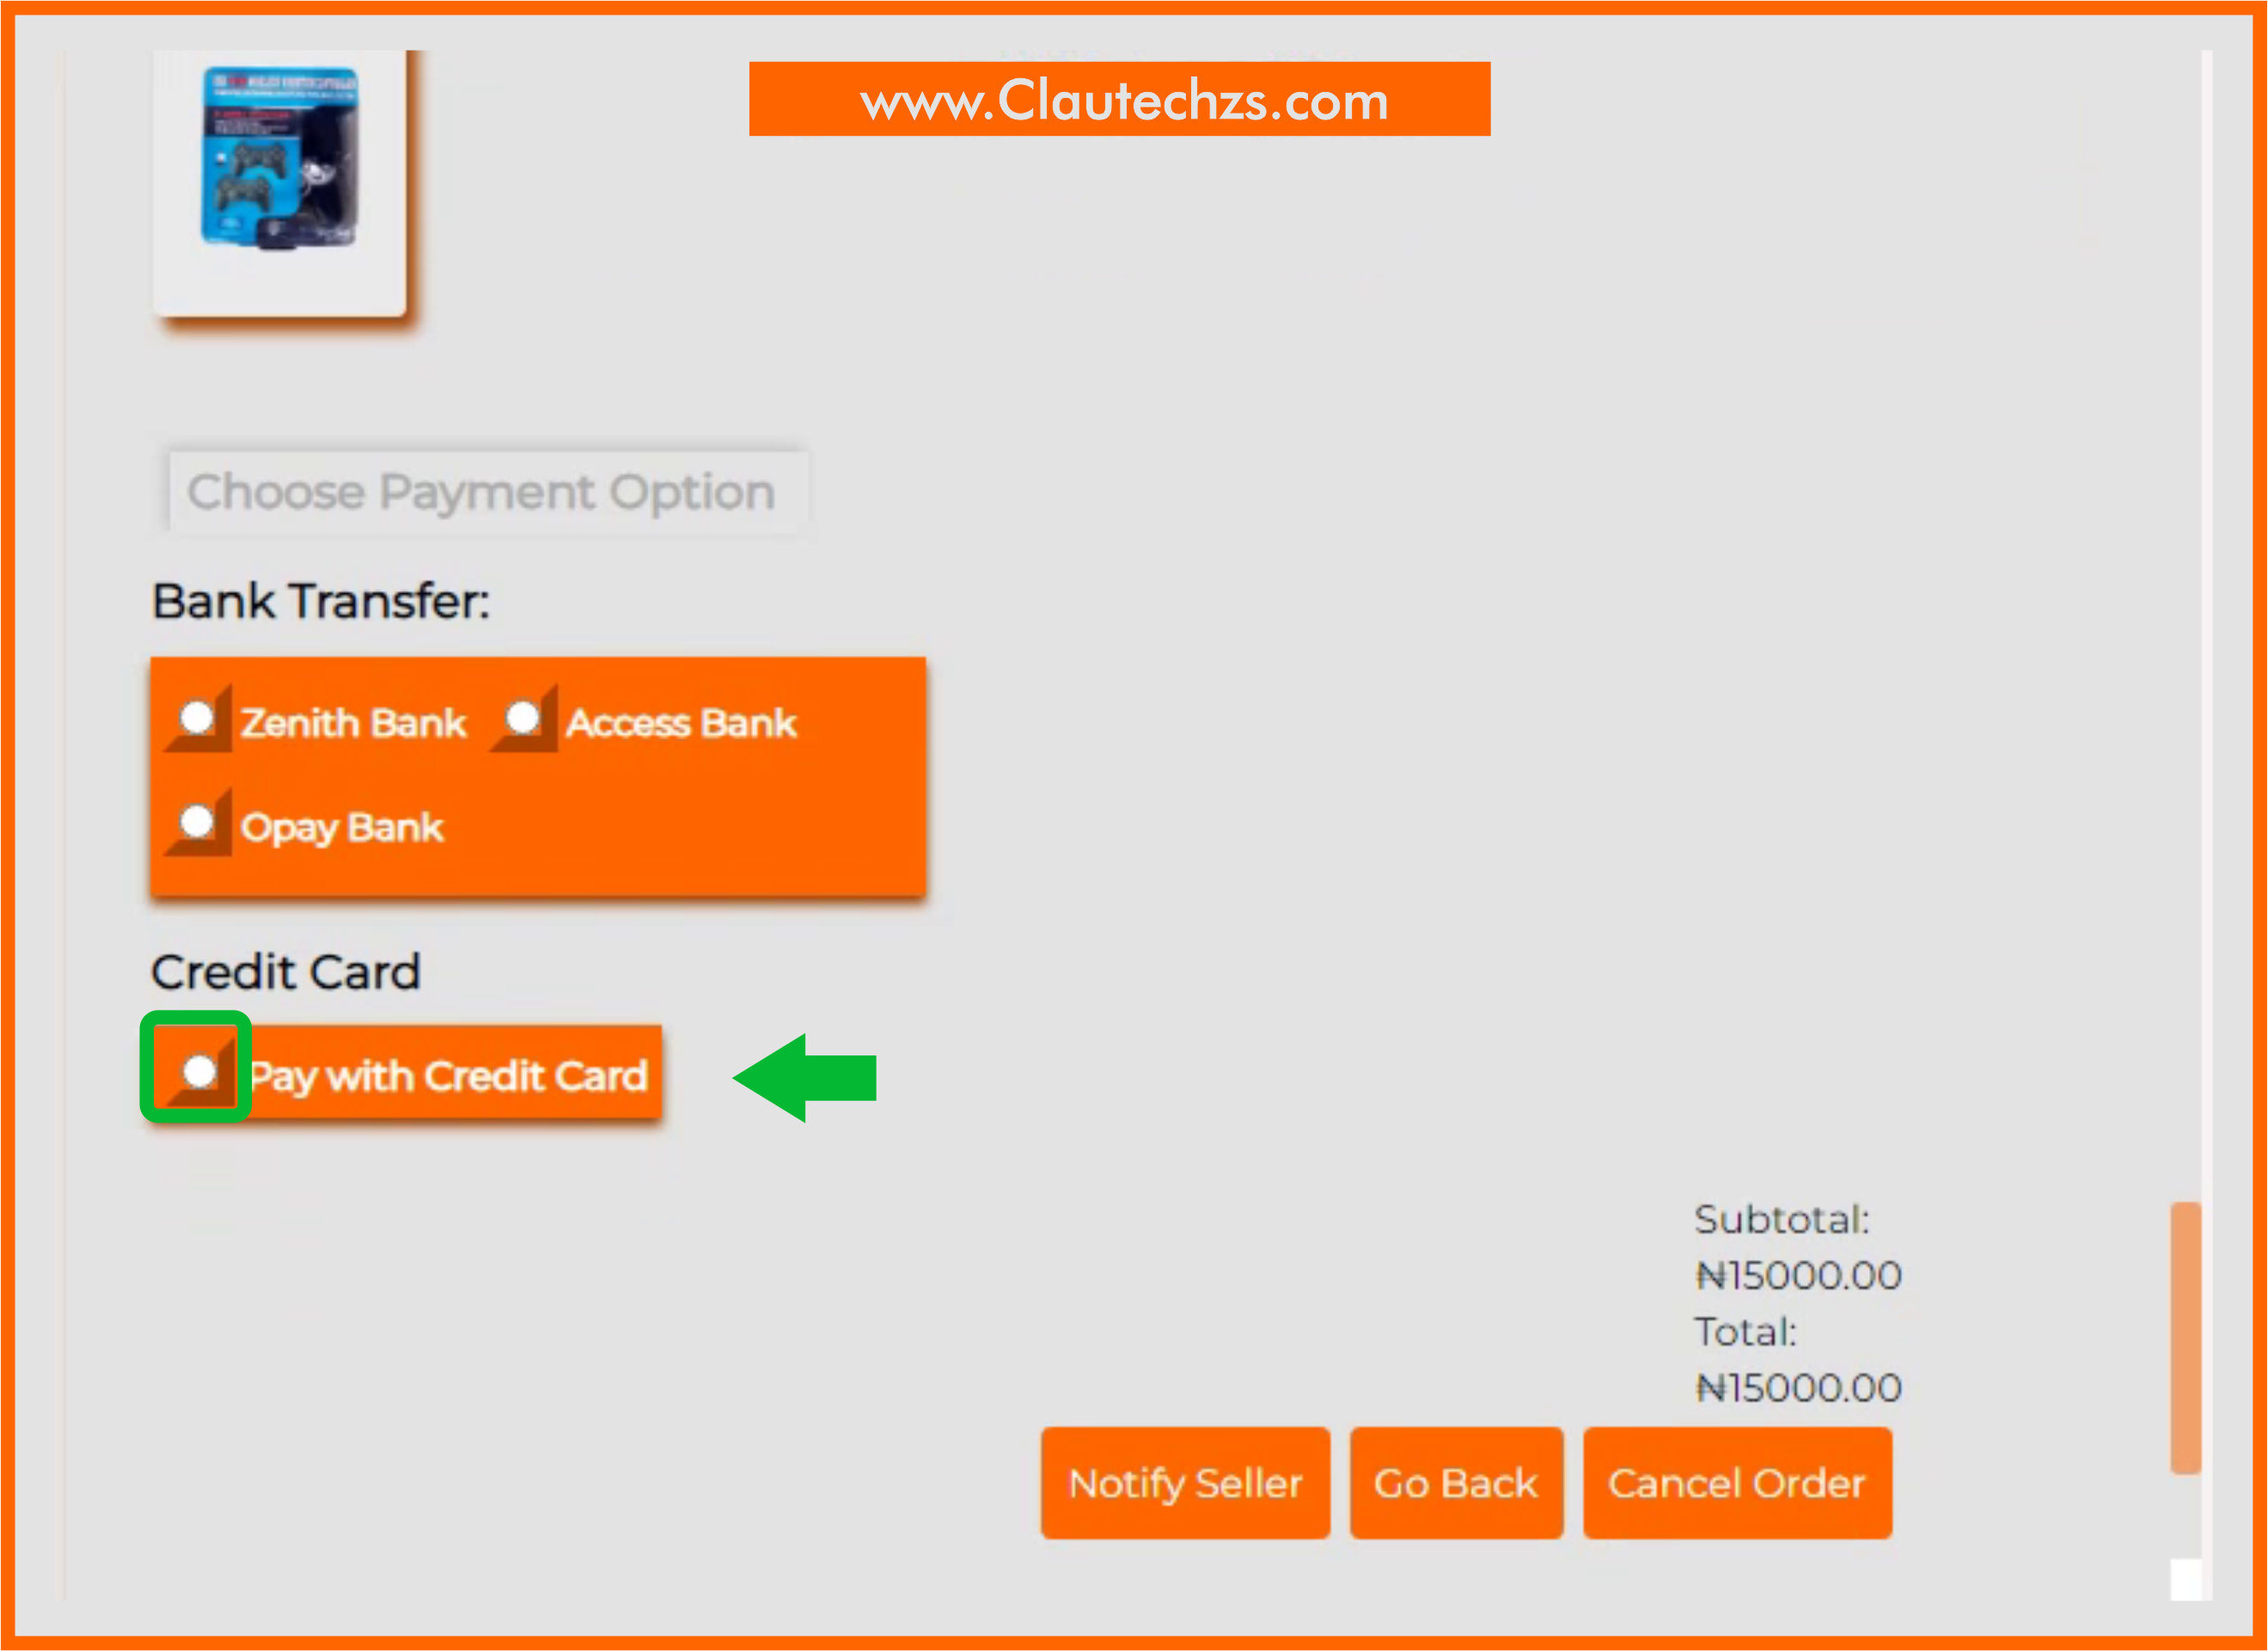 www.Clautechzs.com
Choose Payment Option
Bank Transfer:
Zenith Bank Access Bank
Opay Bank
Credit Card
Pay with Credit Card
Subtotal:
₦15000.00
Total:
₦15000.00
Notify Seller Go Back Cancel Order